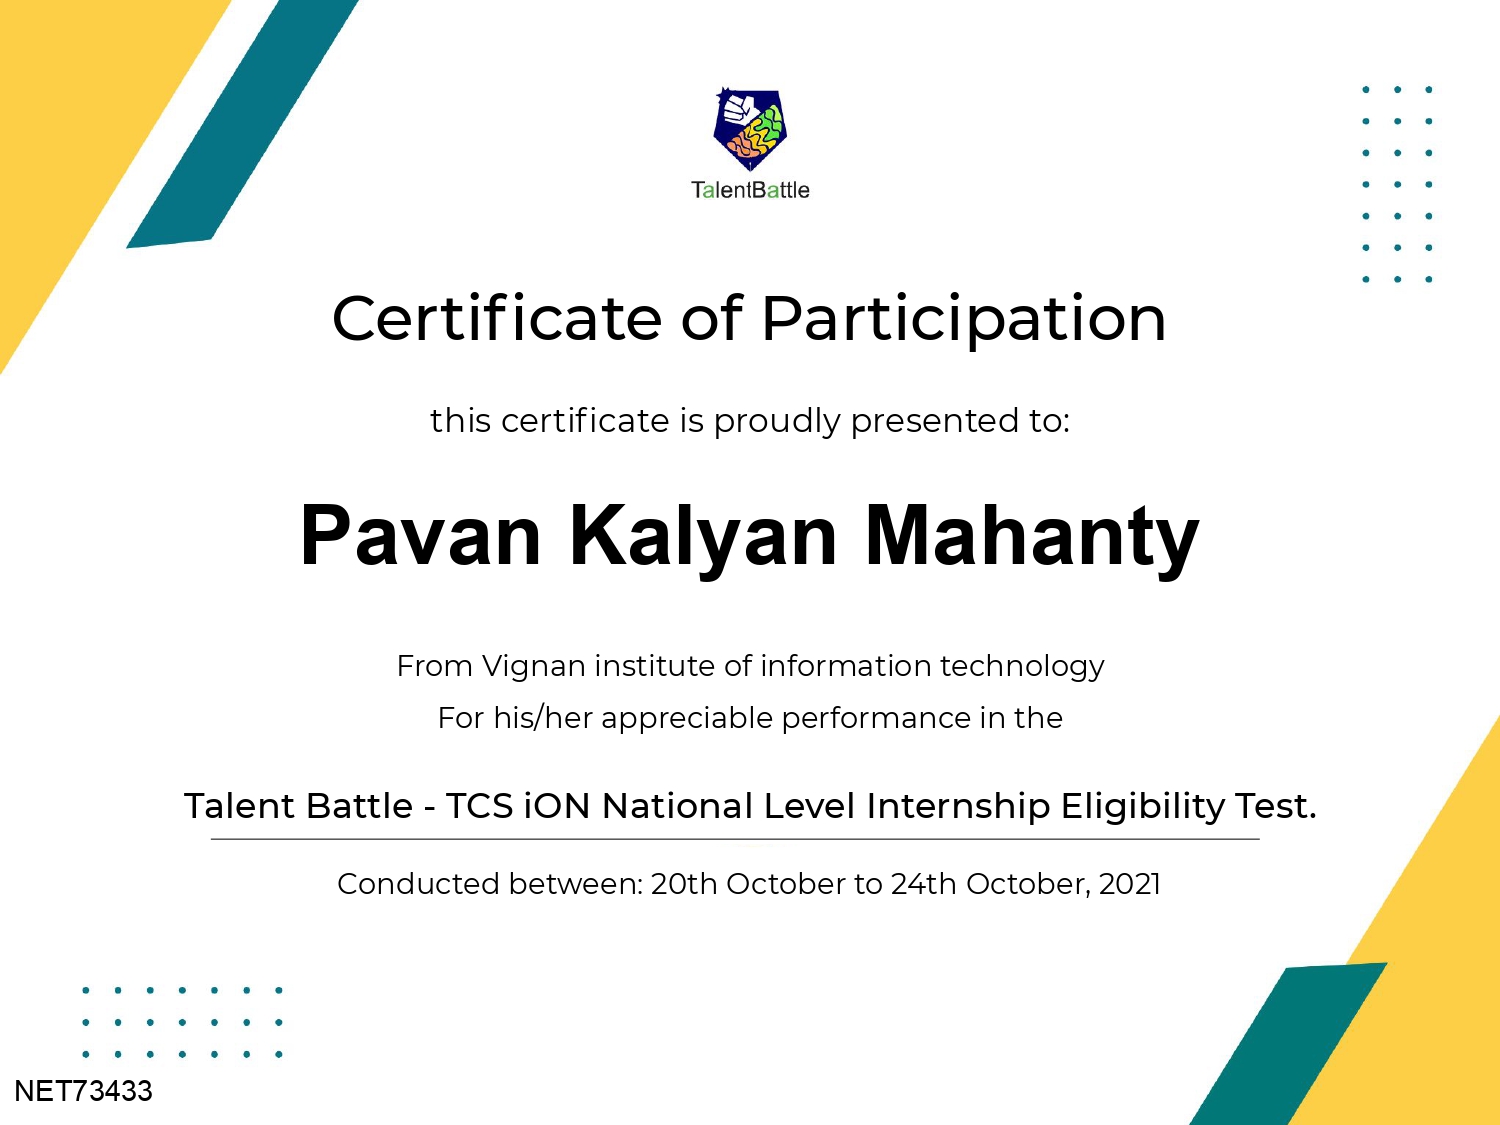 TalentBattle
Certificate of Participation
this certificate is proudly presented to:
Pavan Kalyan Mahanty
From Vignan institute of information technology
For his/her appreciable performance in the
Talent Battle - TCS iON National Level Internship Eligibility Test.
Conducted between: 20th October to 24th October, 2021
NET73433